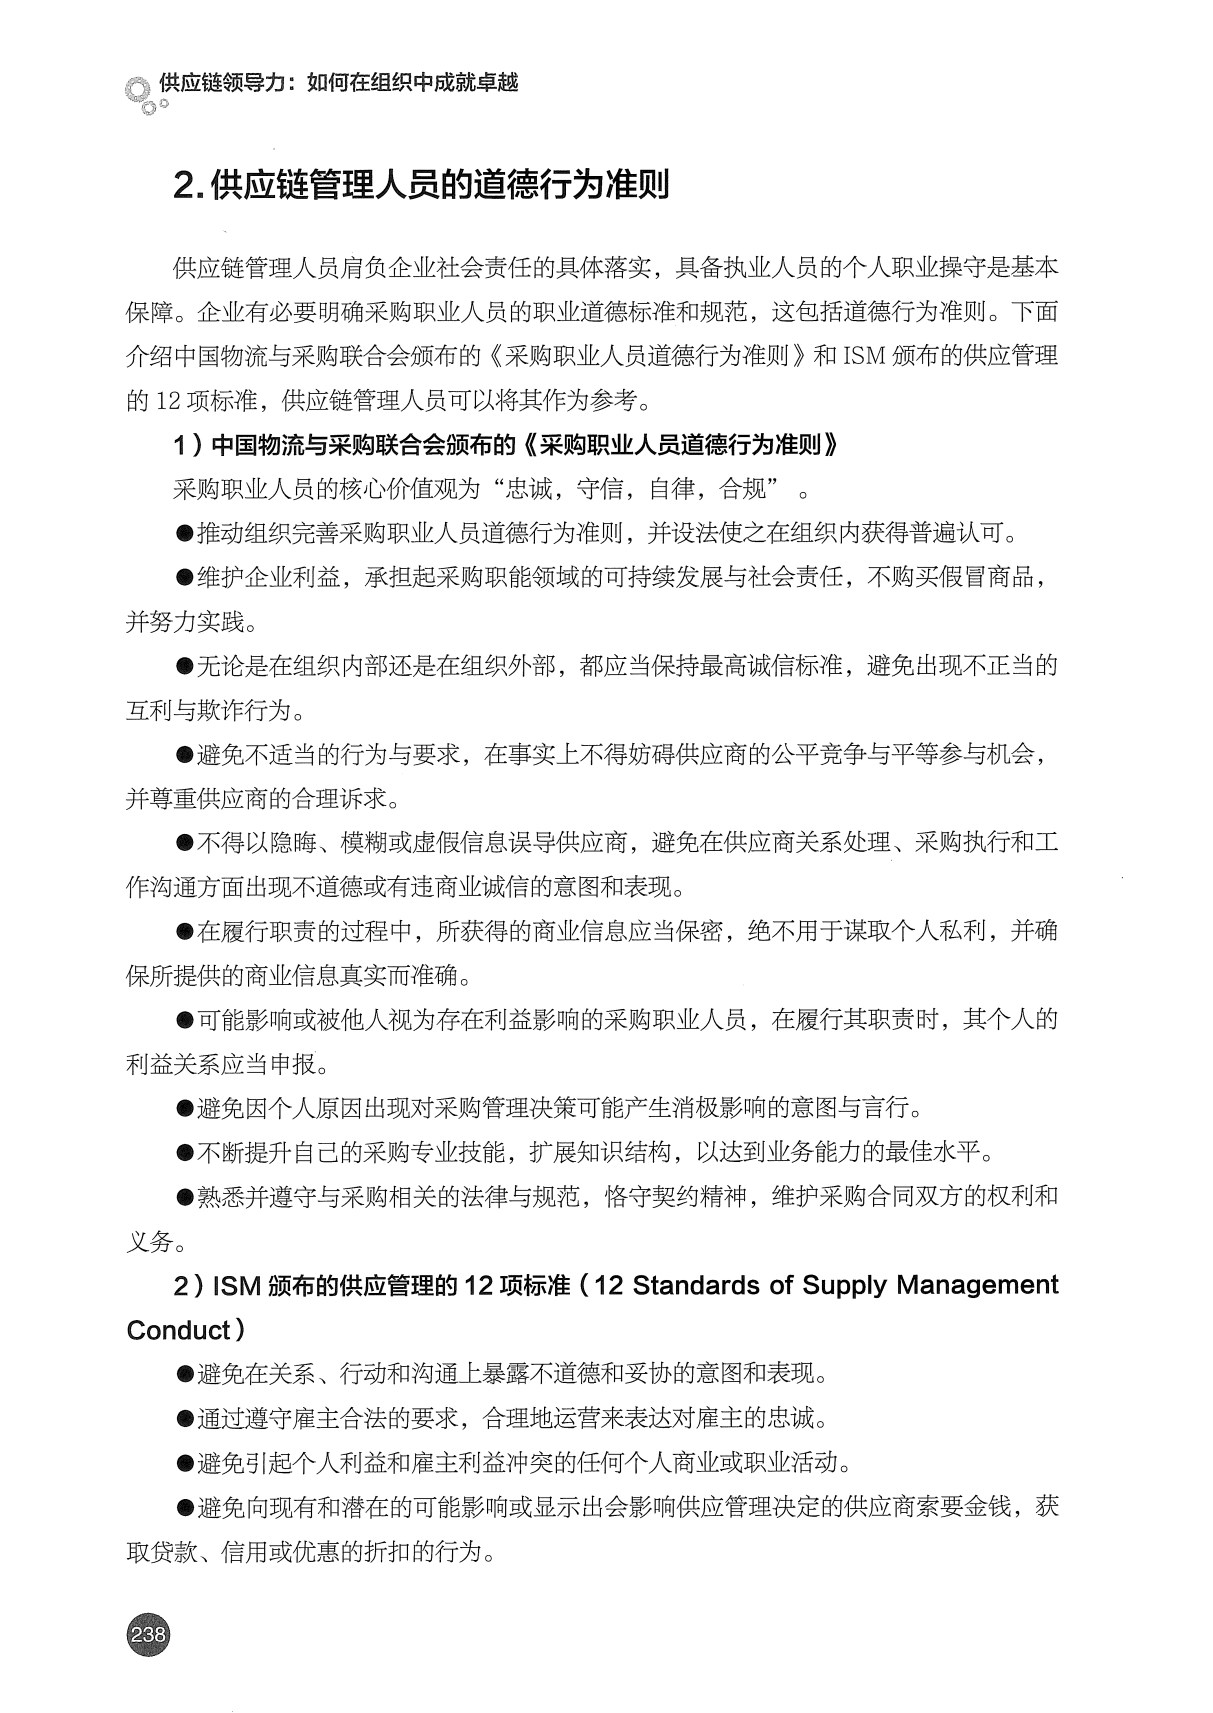 供应链领导力：如何在组织中成就卓越
2.供应链管理人员的道德行为准则
供应链管理人员肩负企业社会责任的具体落实，具备执业人员的个人职业操守是基本
保障。企业有必要明确采购职业人员的职业道德标准和规范，这包括道德行为准则。下面
介绍中国物流与采购联合会颁布的《采购职业人员道德行为准则》和 ISM 颁布的供应管理
的 12 项标准，供应链管理人员可以将其作为参考。
1）中国物流与采购联合会颁布的《采购职业人员道德行为准则》
采购职业人员的核心价值观为“忠诚，守信，自律，合规” 。
●推动组织完善采购职业人员道德行为准则，并设法使之在组织内获得普遍认可。
●维护企业利益，承担起采购职能领域的可持续发展与社会责任，不购买假冒商品，
并努力实践。
●无论是在组织内部还是在组织外部，都应当保持最高诚信标准，避免出现不正当的
互利与欺诈行为。
●避免不适当的行为与要求，在事实上不得妨碍供应商的公平竞争与平等参与机会，
并尊重供应商的合理诉求。
●不得以隐晦、模糊或虚假信息误导供应商，避免在供应商关系处理、采购执行和工
作沟通方面出现不道德或有违商业诚信的意图和表现。
●在履行职责的过程中，所获得的商业信息应当保密，绝不用于谋取个人私利，并确
保所提供的商业信息真实而准确。
●可能影响或被他人视为存在利益影响的采购职业人员，在履行其职责时，其个人的
利益关系应当申报。
●避免因个人原因出现对采购管理决策可能产生消极影响的意图与言行。
●不断提升自己的采购专业技能，扩展知识结构，以达到业务能力的最佳水平。
●熟悉并遵守与采购相关的法律与规范，恪守契约精神，维护采购合同双方的权利和
义务。
2）ISM 颁布的供应管理的 12 项标准（12 Standards of Supply Management
Conduct）
●避免在关系、行动和沟通上暴露不道德和妥协的意图和表现。
●通过遵守雇主合法的要求，合理地运营来表达对雇主的忠诚。
●避免引起个人利益和雇主利益冲突的任何个人商业或职业活动。
●避免向现有和潜在的可能影响或显示出会影响供应管理决定的供应商索要金钱，获
取贷款、信用或优惠的折扣的行为。
238